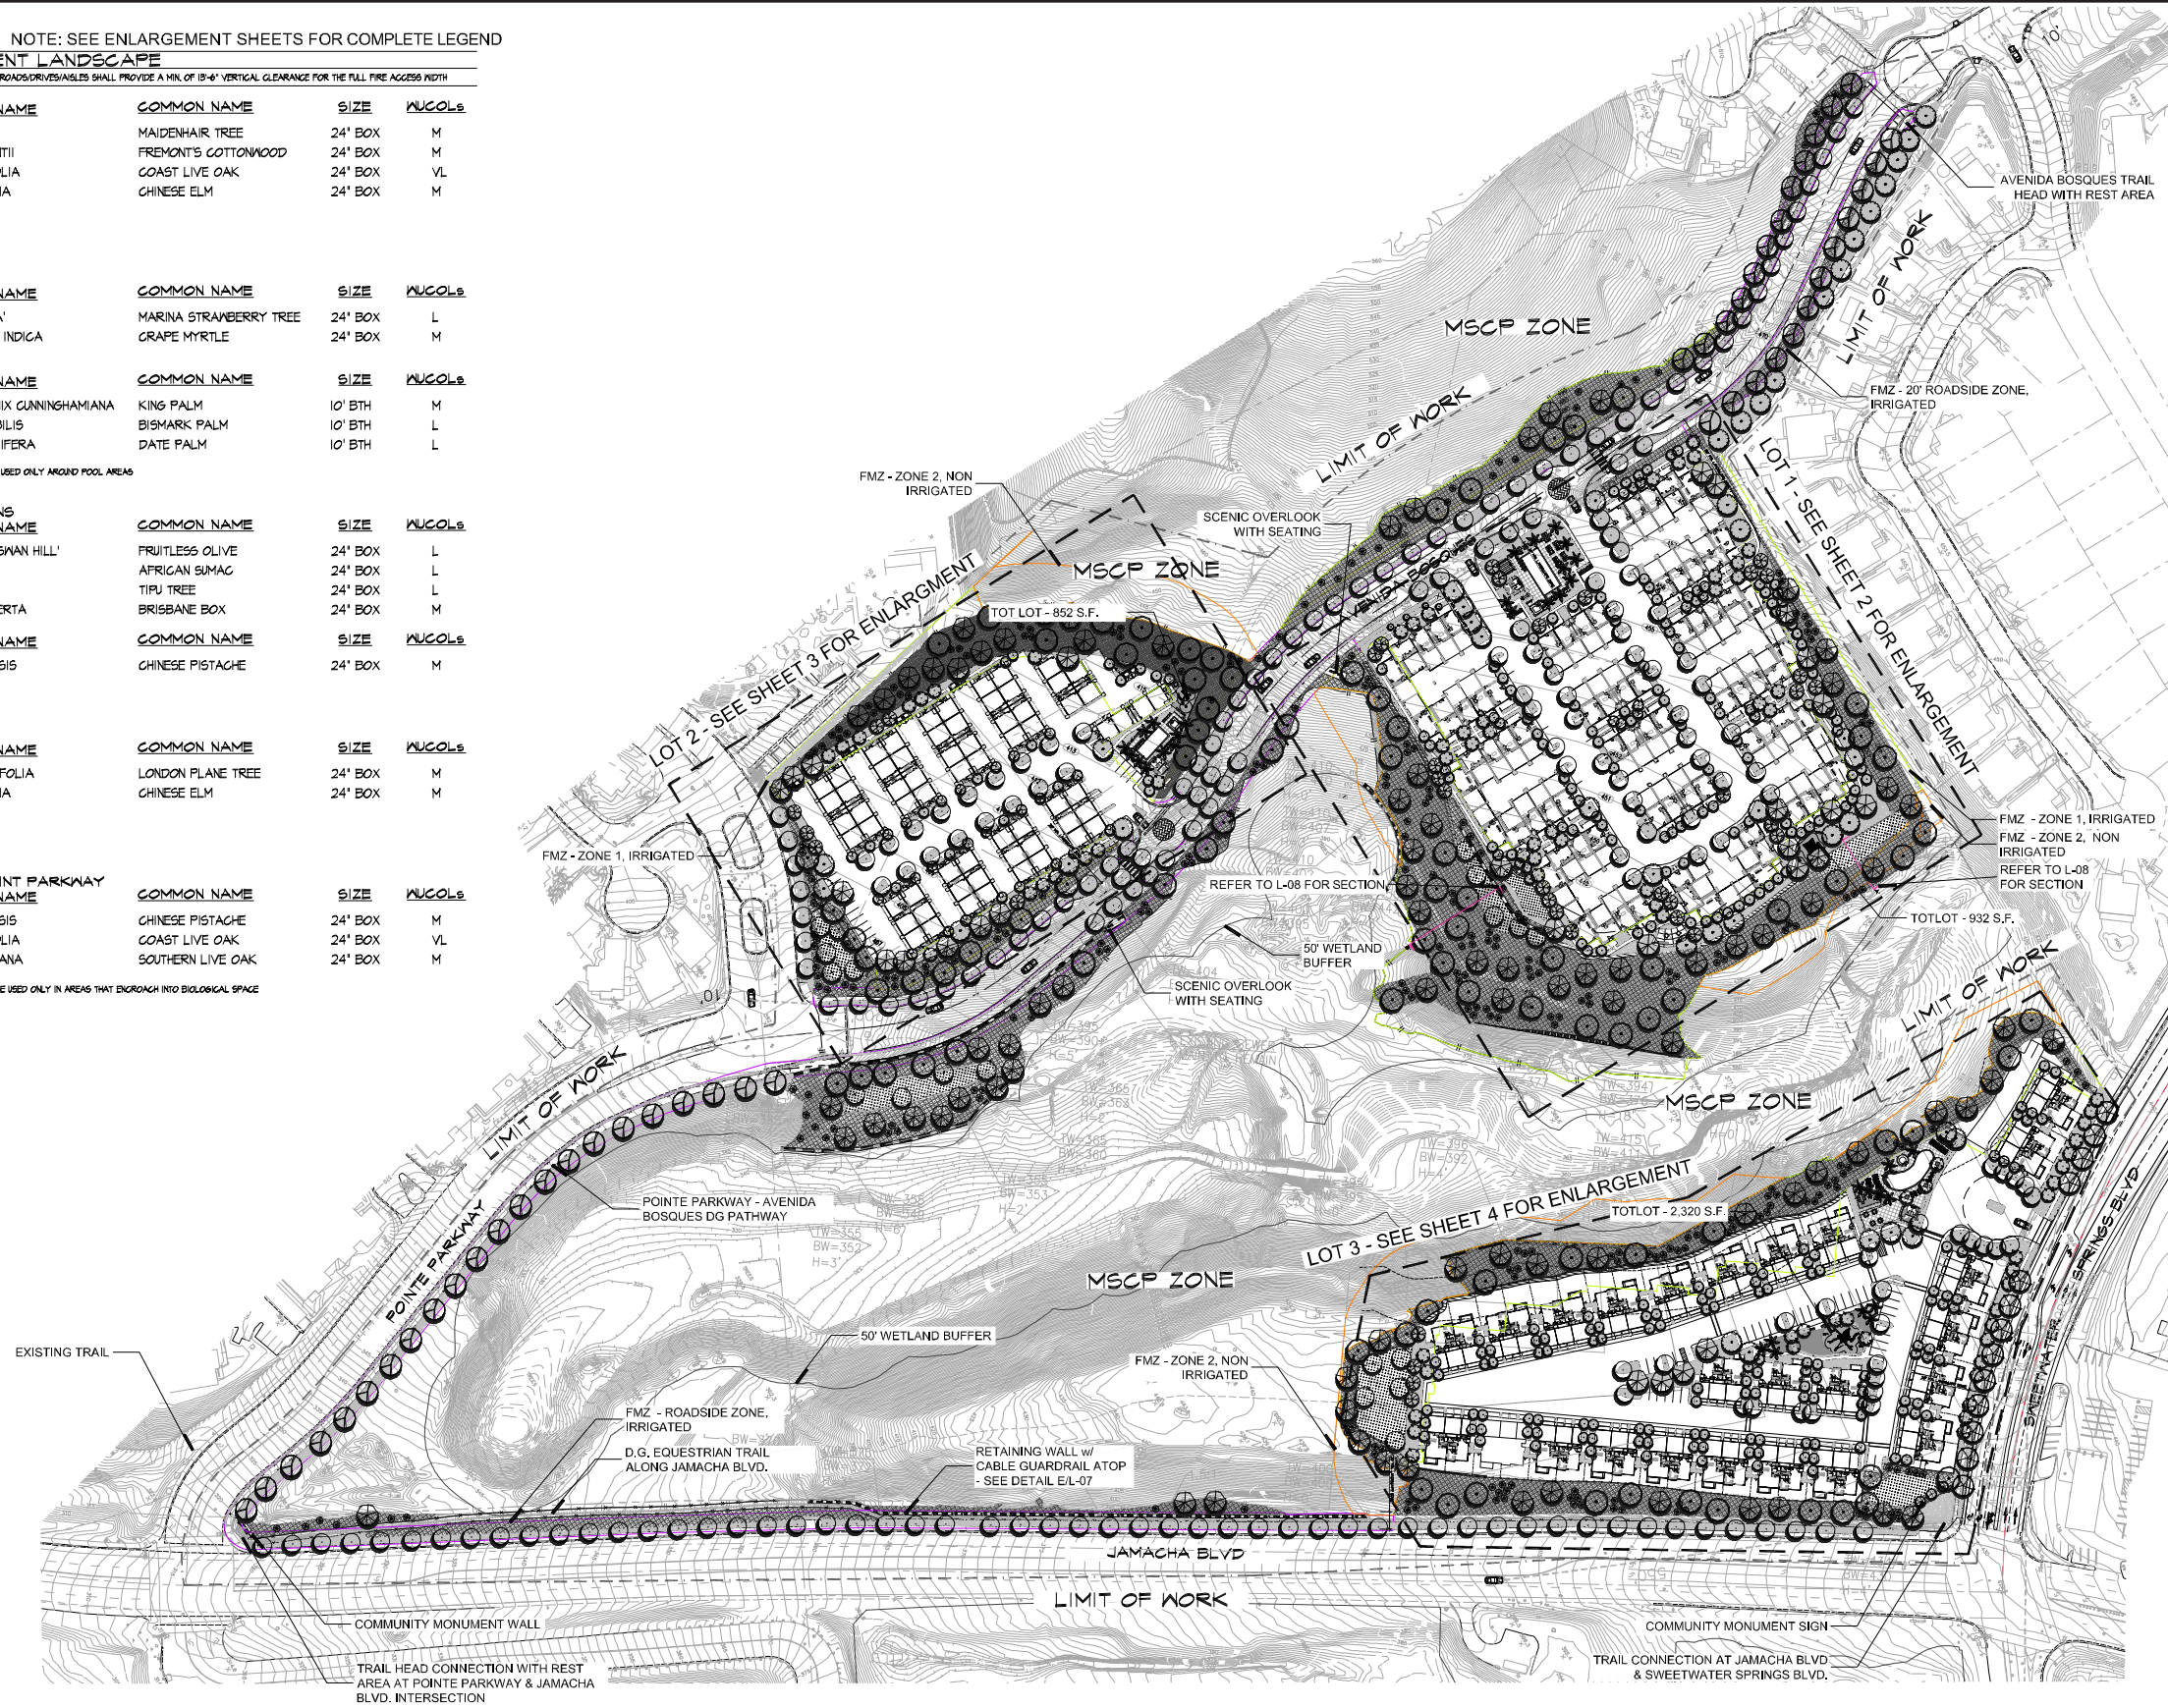 NOTE: SEE ENLARGEMENT SHEETS FOR COMPLETE LEGEND
ENT LANDSCAPE
ROADS/DRIVES/AISLES SHALL PROVIDE A MIN. OF 13'-6" VERTICAL CLEARANCE FOR THE FULL FIRE ACCESS WIDTH
NAME COMMON NAME SIZE WUCOLs
MAIDENHAIR TREE 24" BOX M
TII FREMONT'S COTTONWOOD 24" BOX M
OLIA COAST LIVE OAK 24" BOX VL
IA CHINESE ELM 24" BOX M
NAME COMMON NAME SIZE WUCOLs
A' MARINA STRAWBERRY TREE 24" BOX L
INDICA CRAPE MYRTLE 24" BOX M
NAME COMMON NAME SIZE WUCOLs
IX CUNNINGHAMIANA KING PALM 10' BTH M
BILIS BISMARK PALM 10' BTH L
IFERA DATE PALM 10' BTH L
USED ONLY AROUND POOL AREAS
NS
NAME COMMON NAME SIZE WUCOLs
SWAN HILL' FRUITLESS OLIVE 24" BOX L
AFRICAN SUMAC 24" BOX L
TIPU TREE 24" BOX L
ERTA BRISBANE BOX 24" BOX M
NAME COMMON NAME SIZE WUCOLs
SIS CHINESE PISTACHE 24" BOX M
NAME COMMON NAME SIZE WUCOLs
FOLIA LONDON PLANE TREE 24" BOX M
IA CHINESE ELM 24" BOX M
INT PARKWAY
NAME COMMON NAME SIZE WUCOLs
SIS CHINESE PISTACHE 24" BOX M
OLIA COAST LIVE OAK 24" BOX VL
ANA SOUTHERN LIVE OAK 24" BOX M
E USED ONLY IN AREAS THAT ENCROACH INTO BIOLOGICAL SPACE
10'
AVENIDA BOSQUES TRAIL
HEAD WITH REST AREA
LIMIT OF WORK
MSCP ZONE
FMZ - 20' ROADSIDE ZONE,
IRRIGATED
LIMIT OF WORK
LOT 1 - SEE SHEET 2 FOR ENLARGEMENT
FMZ - ZONE 2, NON
IRRIGATED
SCENIC OVERLOOK
WITH SEATING
MSCP ZONE
AVENIDA BOSQUES
TOT LOT - 852 S.F.
LOT 2 - SEE SHEET 3 FOR ENLARGMENT
FMZ - ZONE 1, IRRIGATED
FMZ - ZONE 1, IRRIGATED
FMZ - ZONE 2, NON
IRRIGATED
REFER TO L-08
FOR SECTION
REFER TO L-08 FOR SECTION
TOTLOT - 932 S.F.
50' WETLAND
BUFFER
SCENIC OVERLOOK
WITH SEATING
10'
LIMIT OF WORK
LIMIT OF WORK
MSCP ZONE
POINTE PARKWAY - AVENIDA
BOSQUES DG PATHWAY
TW=355
BW=352
H=3'
POINTE PARKWAY
LOT 3 - SEE SHEET 4 FOR ENLARGEMENT
TOTLOT - 2,320 S.F.
SWEETWATER SPRINGS BLVD
MSCP ZONE
50' WETLAND BUFFER
EXISTING TRAIL
FMZ - ZONE 2, NON
IRRIGATED
FMZ - ROADSIDE ZONE,
IRRIGATED
D.G. EQUESTRIAN TRAIL
ALONG JAMACHA BLVD.
RETAINING WALL w/
CABLE GUARDRAIL ATOP
- SEE DETAIL E/L-07
JAMACHA BLVD
LIMIT OF WORK
COMMUNITY MONUMENT WALL
COMMUNITY MONUMENT SIGN
TRAIL HEAD CONNECTION WITH REST
AREA AT POINTE PARKWAY & JAMACHA
BLVD. INTERSECTION
TRAIL CONNECTION AT JAMACHA BLVD
& SWEETWATER SPRINGS BLVD.